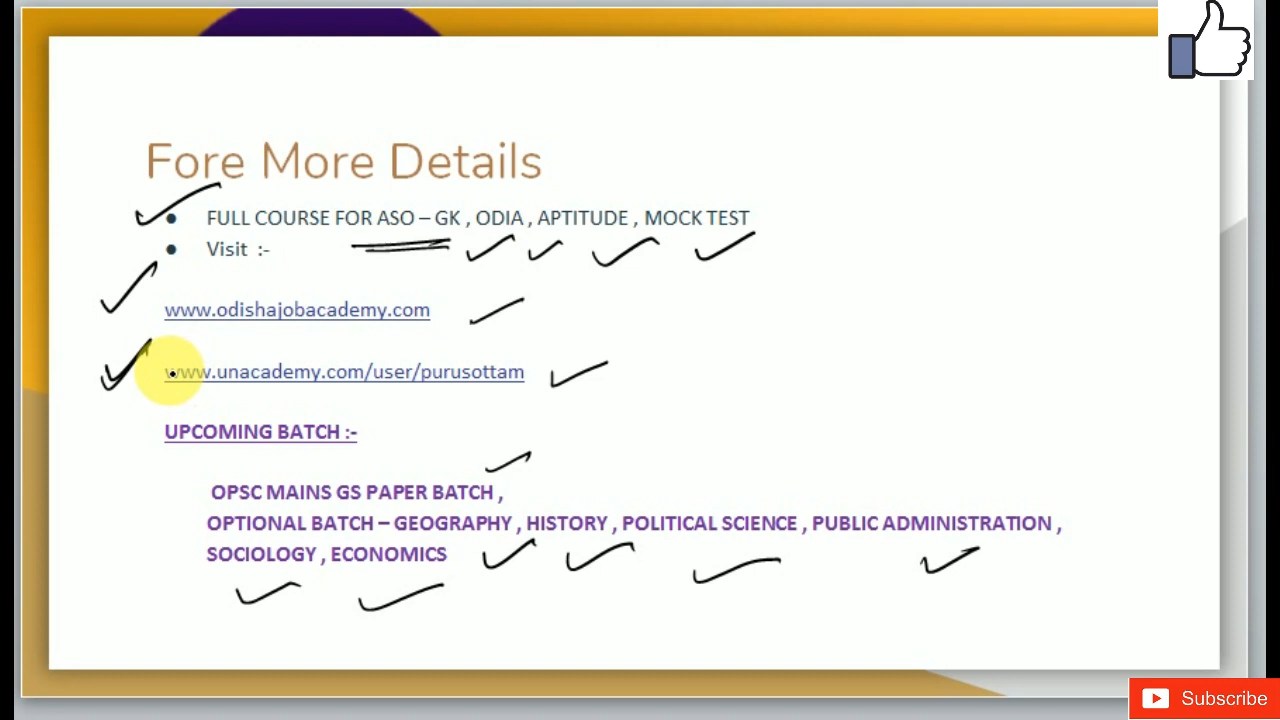 Fore More Details
● FULL COURSE FOR ASO – GK , ODIA , APTITUDE , MOCK TEST
● Visit :-
www.odishajobacademy.com
www.unacademy.com/user/purusottam
UPCOMING BATCH :-
OPSC MAINS GS PAPER BATCH ,
OPTIONAL BATCH – GEOGRAPHY , HISTORY , POLITICAL SCIENCE , PUBLIC ADMINISTRATION ,
SOCIOLOGY , ECONOMICS
Subscribe